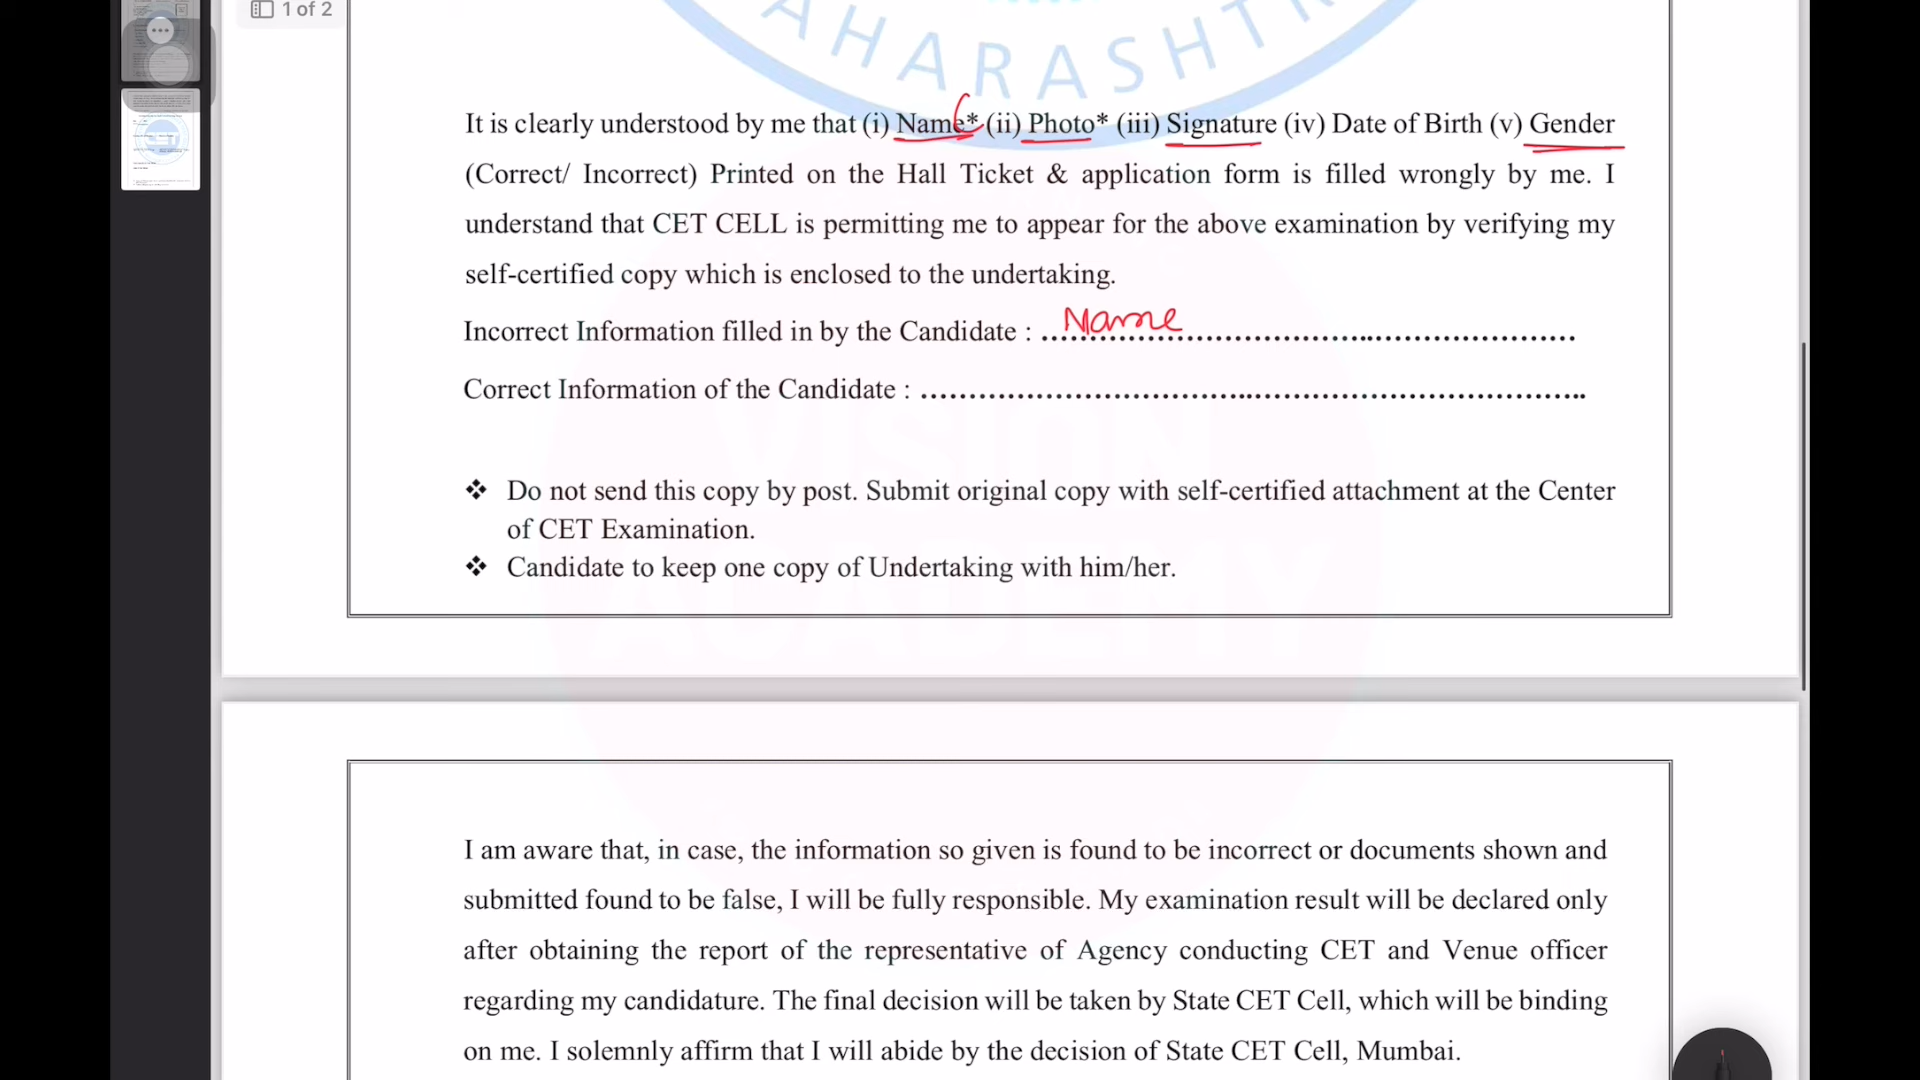 1 of 2
AHARASHTR
It is clearly understood by me that (i) Name* (ii) Photo* (iii) Signature (iv) Date of Birth (v) Gender
(Correct/ Incorrect) Printed on the Hall Ticket & application form is filled wrongly by me. I
understand that CET CELL is permitting me to appear for the above examination by verifying my
self-certified copy which is enclosed to the undertaking.
Incorrect Information filled in by the Candidate : Name
Correct Information of the Candidate :
VISION
ACADEMY
❖ Do not send this copy by post. Submit original copy with self-certified attachment at the Center
of CET Examination.
❖ Candidate to keep one copy of Undertaking with him/her.
I am aware that, in case, the information so given is found to be incorrect or documents shown and
submitted found to be false, I will be fully responsible. My examination result will be declared only
after obtaining the report of the representative of Agency conducting CET and Venue officer
regarding my candidature. The final decision will be taken by State CET Cell, which will be binding
on me. I solemnly affirm that I will abide by the decision of State CET Cell, Mumbai.